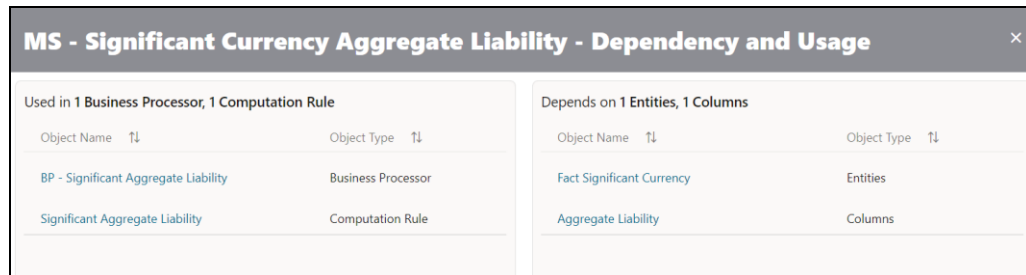 MS - Significant Currency Aggregate Liability - Dependency and Usage
Used in 1 Business Processor, 1 Computation Rule
Object Name Object Type
BP - Significant Aggregate Liability Business Processor
Significant Aggregate Liability Computation Rule
Depends on 1 Entities, 1 Columns
Object Name Object Type
Fact Significant Currency Entities
Aggregate Liability Columns